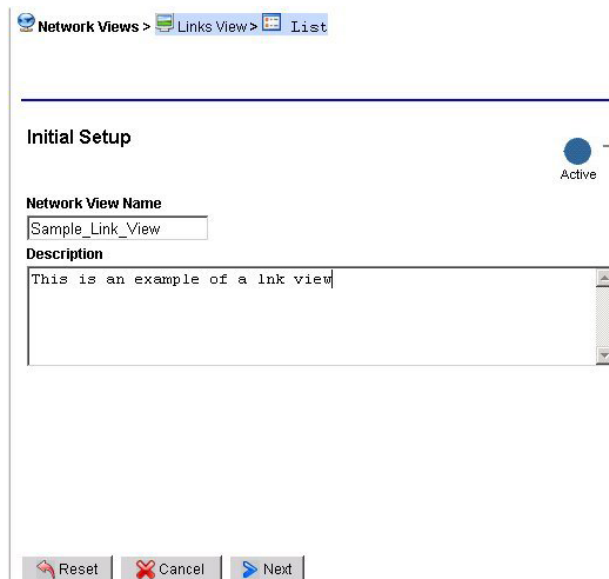 Network Views > Links View > List
Initial Setup
Active
Network View Name
Sample_Link_View
Description
This is an example of a lnk view
Reset Cancel Next